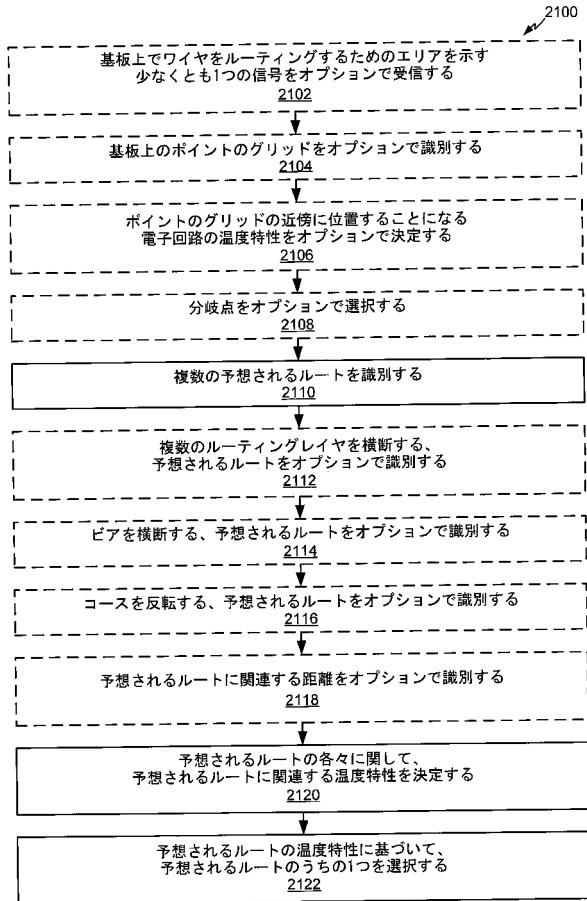 2100
基板上でワイヤをルーティングするためのエリアを示す
少なくとも1つの信号をオプションで受信する
2102
基板上のポイントのグリッドをオプションで識別する
2104
ポイントのグリッドの近傍に位置することになる
電子回路の温度特性をオプションで決定する
2106
分岐点をオプションで選択する
2108
複数の予想されるルートを識別する
2110
複数のルーティングレイヤを横断する、
予想されるルートをオプションで識別する
2112
ビアを横断する、予想されるルートをオプションで識別する
2114
コースを反転する、予想されるルートをオプションで識別する
2116
予想されるルートに関連する距離をオプションで識別する
2118
予想されるルートの各々に関して、
予想されるルートに関連する温度特性を決定する
2120
予想されるルートの温度特性に基づいて、
予想されるルートのうちの1つを選択する
2122